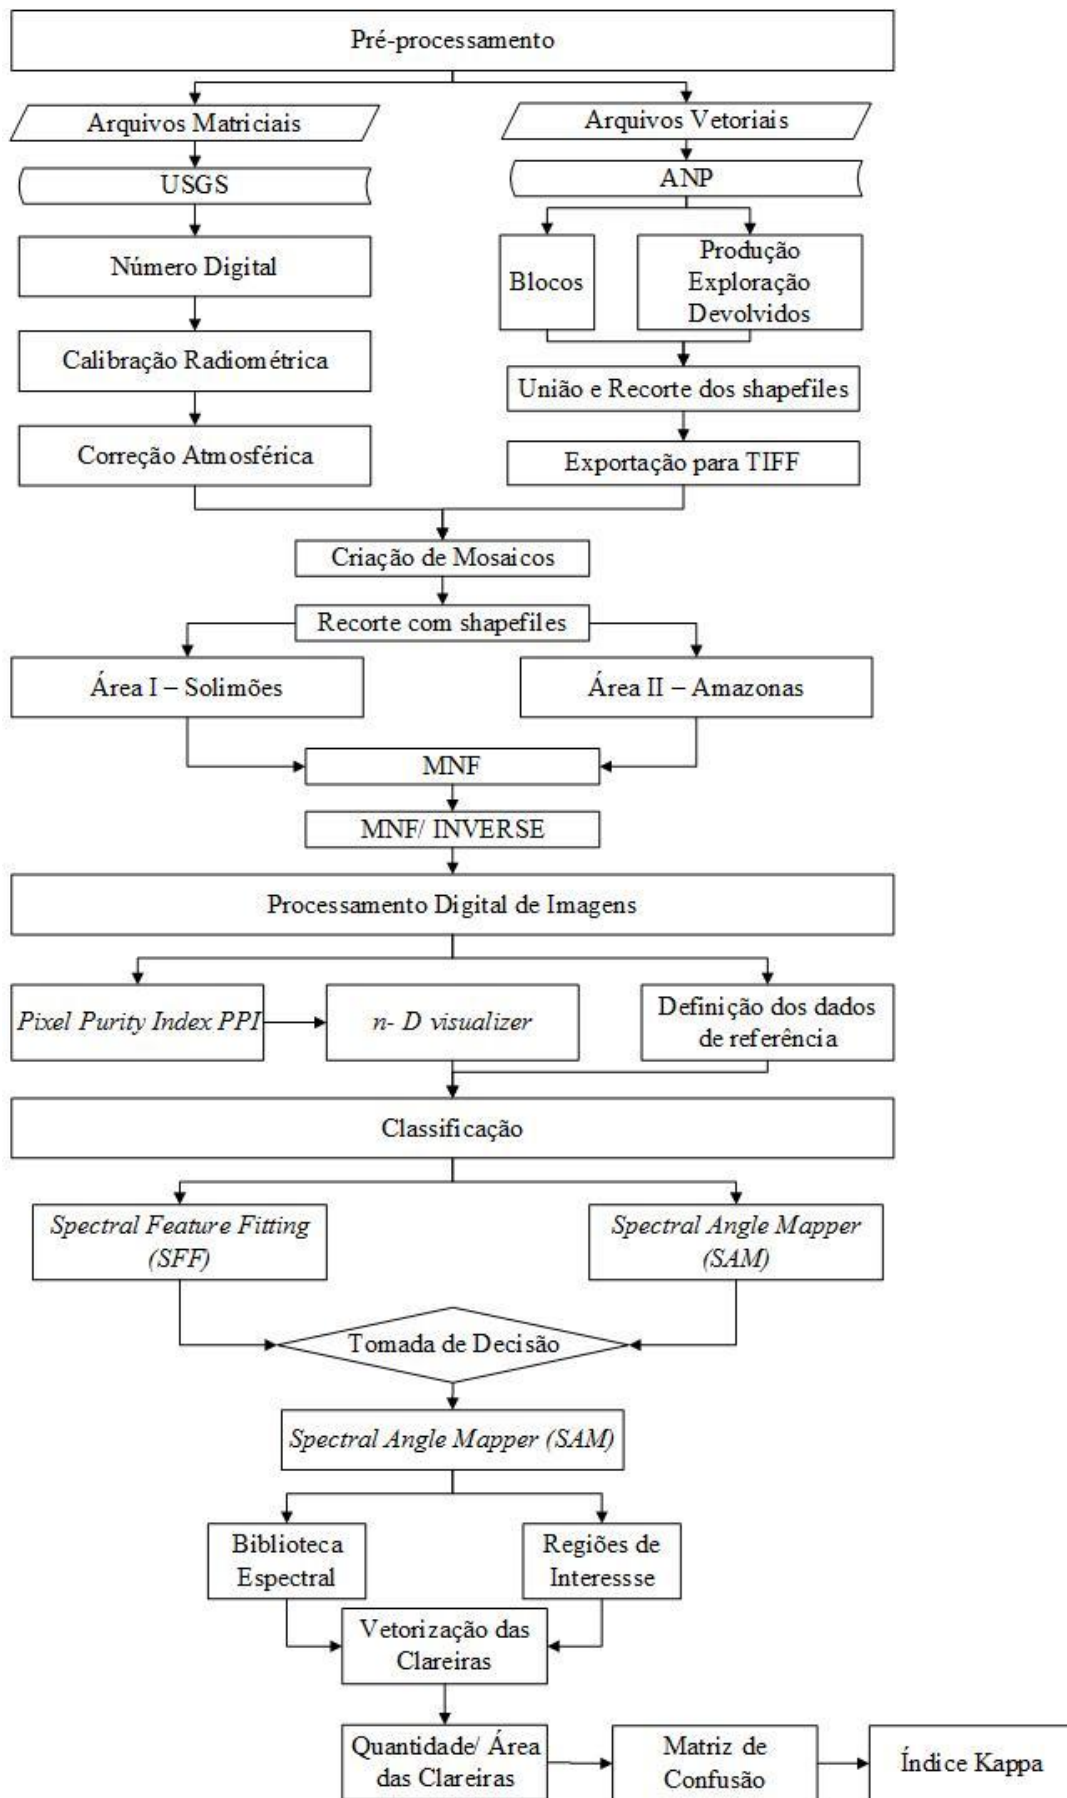 Pré-processamento
Arquivos Matriciais
Arquivos Vetoriais
USGS
ANP
Número Digital
Blocos
Produção
Exploração
Devolvidos
Calibração Radiométrica
União e Recorte dos shapefiles
Correção Atmosférica
Exportação para TIFF
Criação de Mosaicos
Recorte com shapefiles
Área I – Solimões
Área II – Amazonas
MNF
MNF/ INVERSE
Processamento Digital de Imagens
Pixel Purity Index PPI
n- D visualizer
Definição dos dados
de referência
Classificação
Spectral Feature Fitting
(SFF)
Spectral Angle Mapper
(SAM)
Tomada de Decisão
Spectral Angle Mapper (SAM)
Biblioteca
Espectral
Regiões de
Interessse
Vetorização das
Clareiras
Quantidade/ Área
das Clareiras
Matriz de
Confusão
Índice Kappa